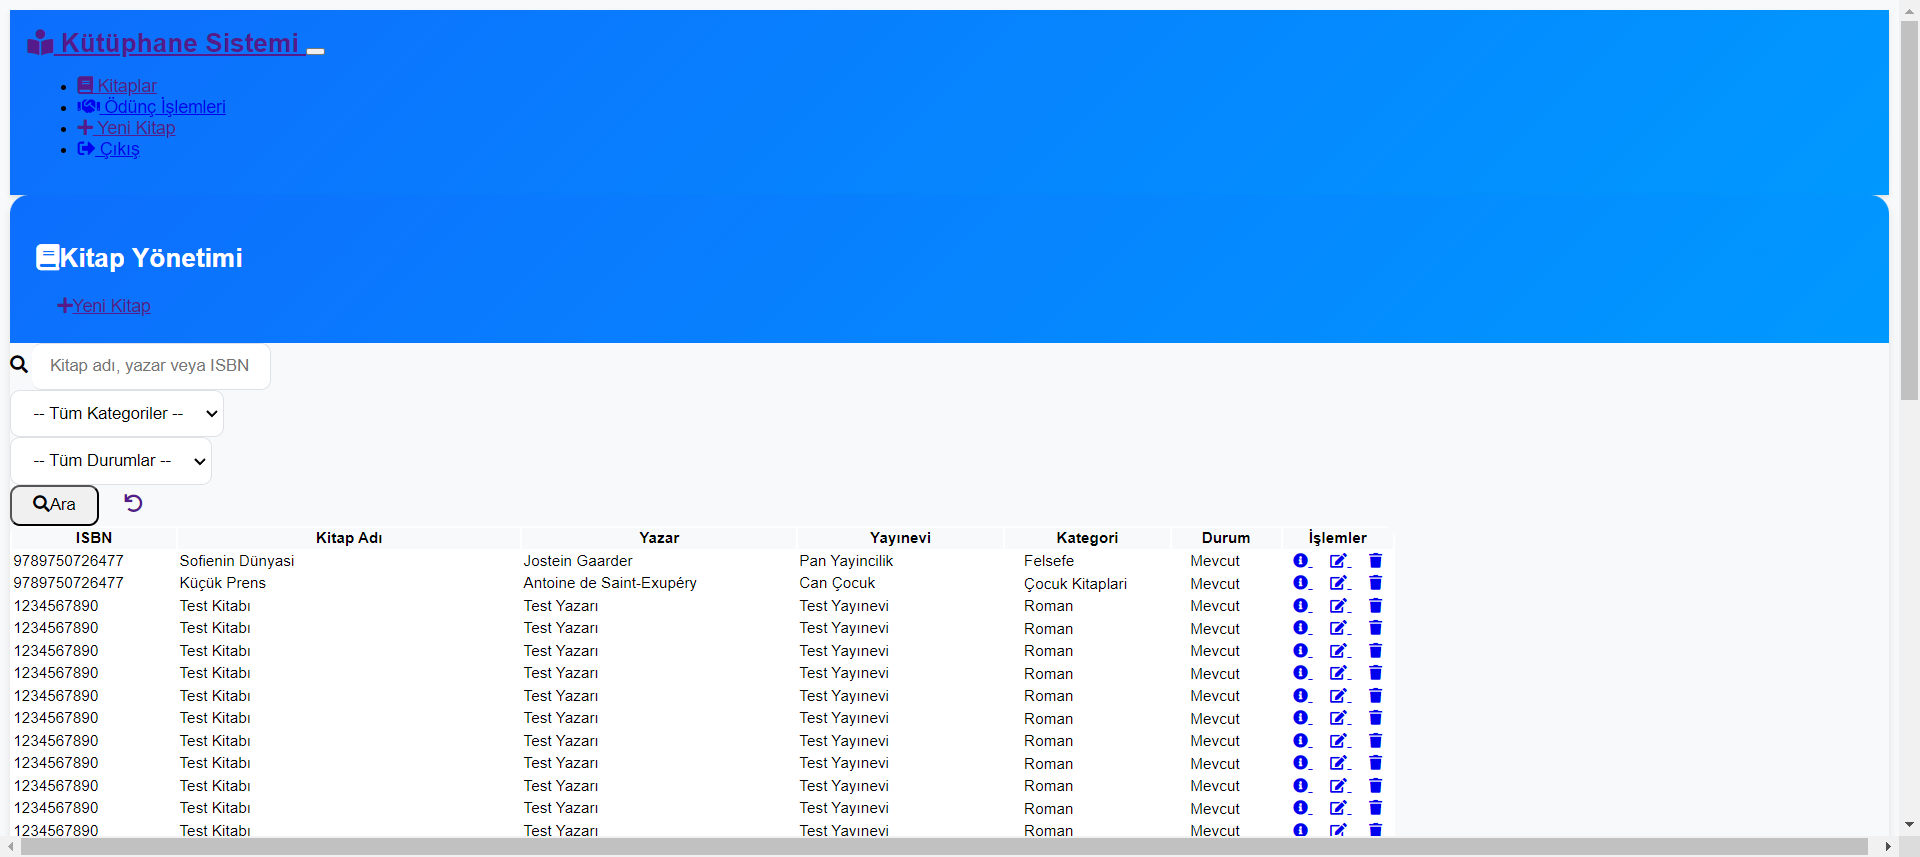 Kütüphane Sistemi
Kitaplar
Ödünç İşlemleri
Yeni Kitap
Çıkış
Kitap Yönetimi
Yeni Kitap
Kitap adı, yazar veya ISBN
-- Tüm Kategoriler --
-- Tüm Durumlar --
Ara
ISBN Kitap Adı Yazar Yayınevi Kategori Durum İşlemler
9789750726477 Sofienin Dünyasi Jostein Gaarder Pan Yayincilik Felsefe Mevcut
9789750726477 Küçük Prens Antoine de Saint-Exupéry Can Çocuk Çocuk Kitaplari Mevcut
1234567890 Test Kitabı Test Yazarı Test Yayınevi Roman Mevcut
1234567890 Test Kitabı Test Yazarı Test Yayınevi Roman Mevcut
1234567890 Test Kitabı Test Yazarı Test Yayınevi Roman Mevcut
1234567890 Test Kitabı Test Yazarı Test Yayınevi Roman Mevcut
1234567890 Test Kitabı Test Yazarı Test Yayınevi Roman Mevcut
1234567890 Test Kitabı Test Yazarı Test Yayınevi Roman Mevcut
1234567890 Test Kitabı Test Yazarı Test Yayınevi Roman Mevcut
1234567890 Test Kitabı Test Yazarı Test Yayınevi Roman Mevcut
1234567890 Test Kitabı Test Yazarı Test Yayınevi Roman Mevcut
1234567890 Test Kitabı Test Yazarı Test Yayınevi Roman Mevcut
1234567890 Test Kitabı Test Yazarı Test Yayınevi Roman Mevcut